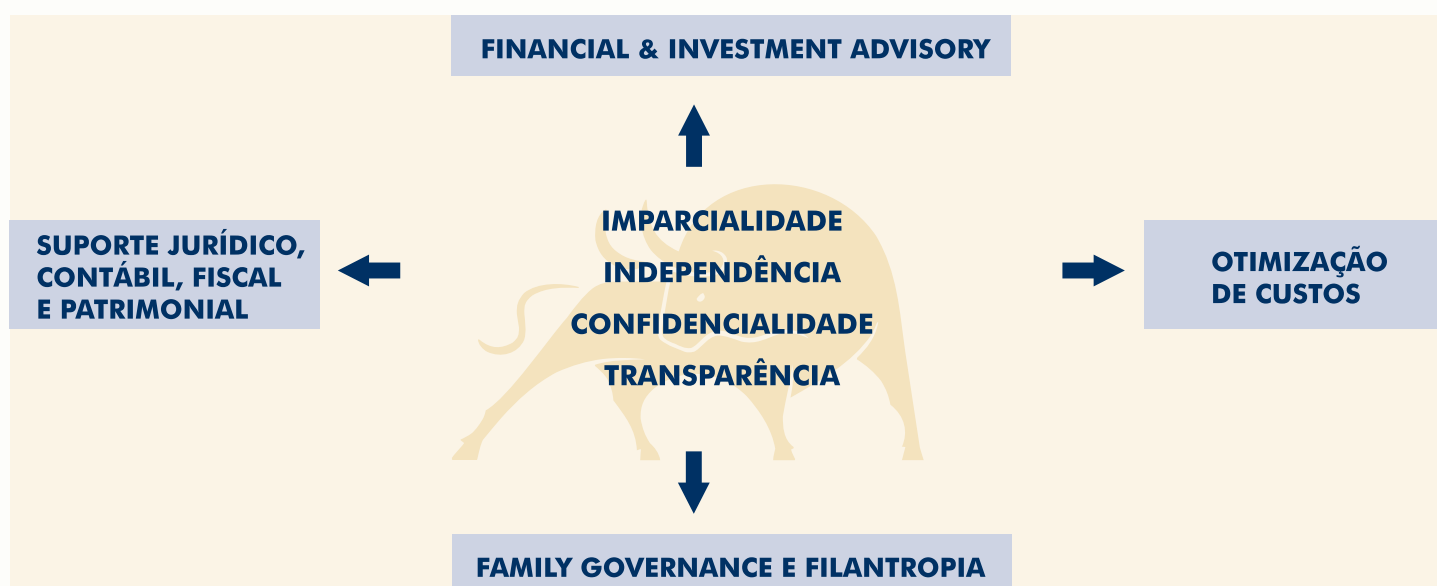 FINANCIAL & INVESTMENT ADVISORY
IMPARCIALIDADE
INDEPENDÊNCIA
CONFIDENCIALIDADE
TRANSPARÊNCIA
SUPORTE JURÍDICO,
CONTÁBIL, FISCAL
E PATRIMONIAL
OTIMIZAÇÃO
DE CUSTOS
FAMILY GOVERNANCE E FILANTROPIA